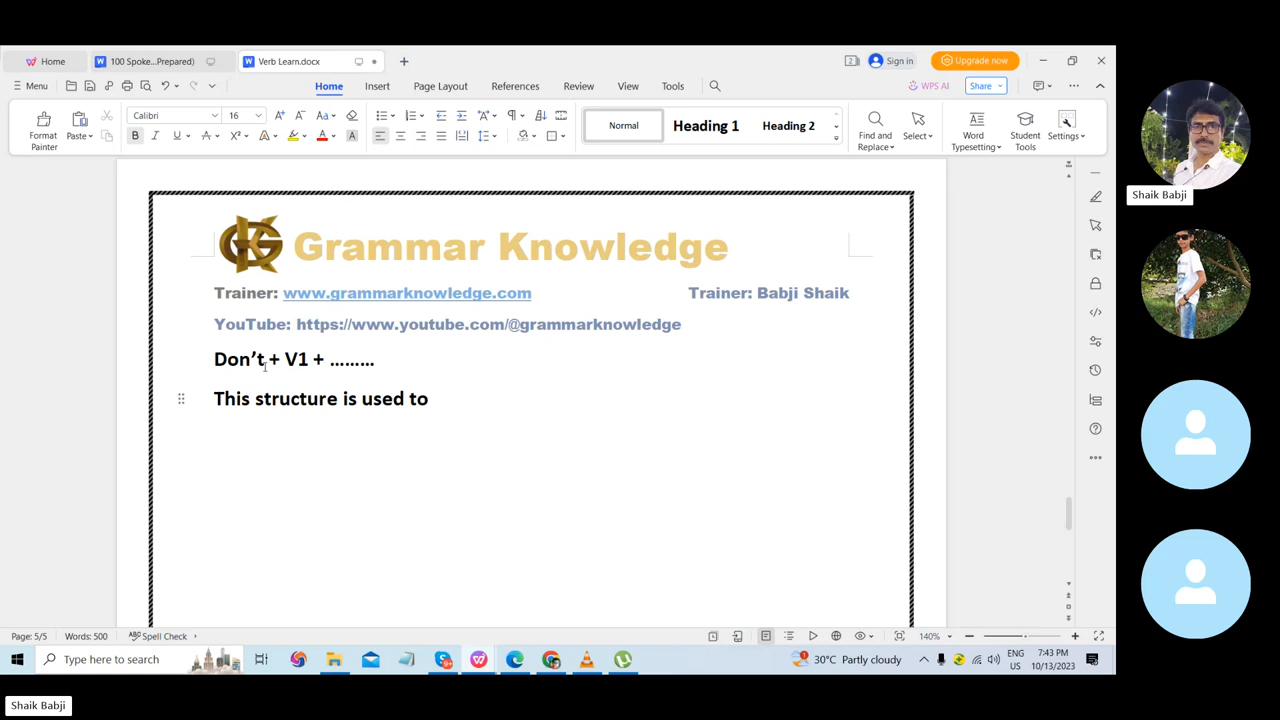 Home
100 Spoke...Prepared)
Verb Learn.docx
+
2
Sign in
Upgrade now
Menu
Home
Insert
Page Layout
References
Review
View
Tools
WPS AI
Share
Format Painter
Paste
Calibri
16
Normal
Heading 1
Heading 2
Find and Replace
Select
Word Typesetting
Student Tools
Settings
Shaik Babji
GK Grammar Knowledge
Trainer: www.grammarknowledge.com Trainer: Babji Shaik
YouTube: https://www.youtube.com/@grammarknowledge
Don’t + V1 + .........
This structure is used to
Page: 5/5
Words: 500
Spell Check
140%
Type here to search
30°C Partly cloudy
ENG
US
7:43 PM
10/13/2023
Shaik Babji